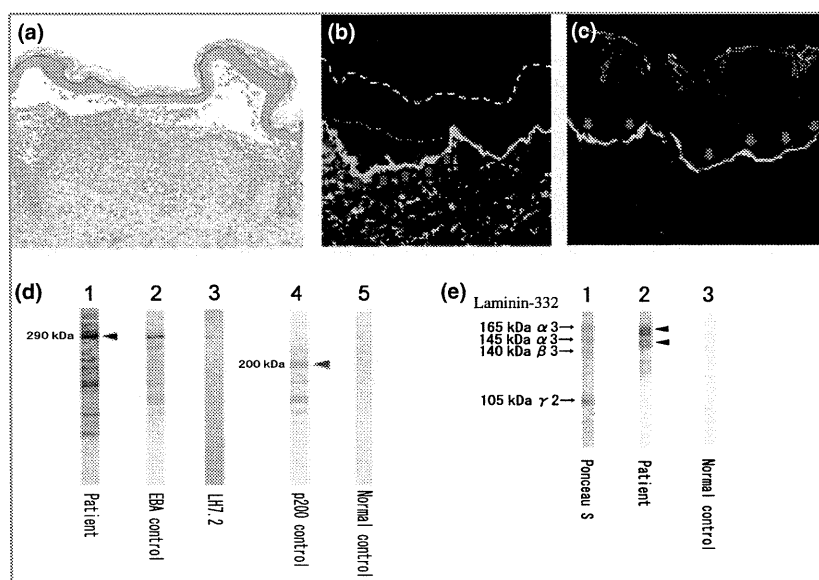 (a)
(b)
(c)
(d)
1
2
3
4
5
290 kDa
200 kDa
Patient
EBA control
LH7.2
p200 control
Normal control
(e)
Laminin-332
1
2
3
165 kDa α3→
145 kDa α3→
140 kDa β3→
105 kDa γ2→
Ponceau S
Patient
Normal control